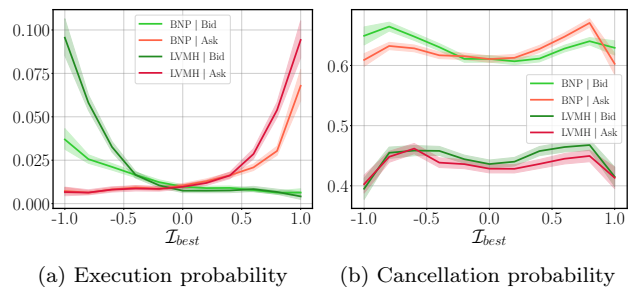 0.100
0.075
0.050
0.025
0.000
BNP | Bid
BNP | Ask
LVMH | Bid
LVMH | Ask
-1.0 -0.5 0.0 0.5 1.0
I_best
(a) Execution probability
0.6
0.5
0.4
BNP | Bid
BNP | Ask
LVMH | Bid
LVMH | Ask
-1.0 -0.5 0.0 0.5 1.0
I_best
(b) Cancellation probability